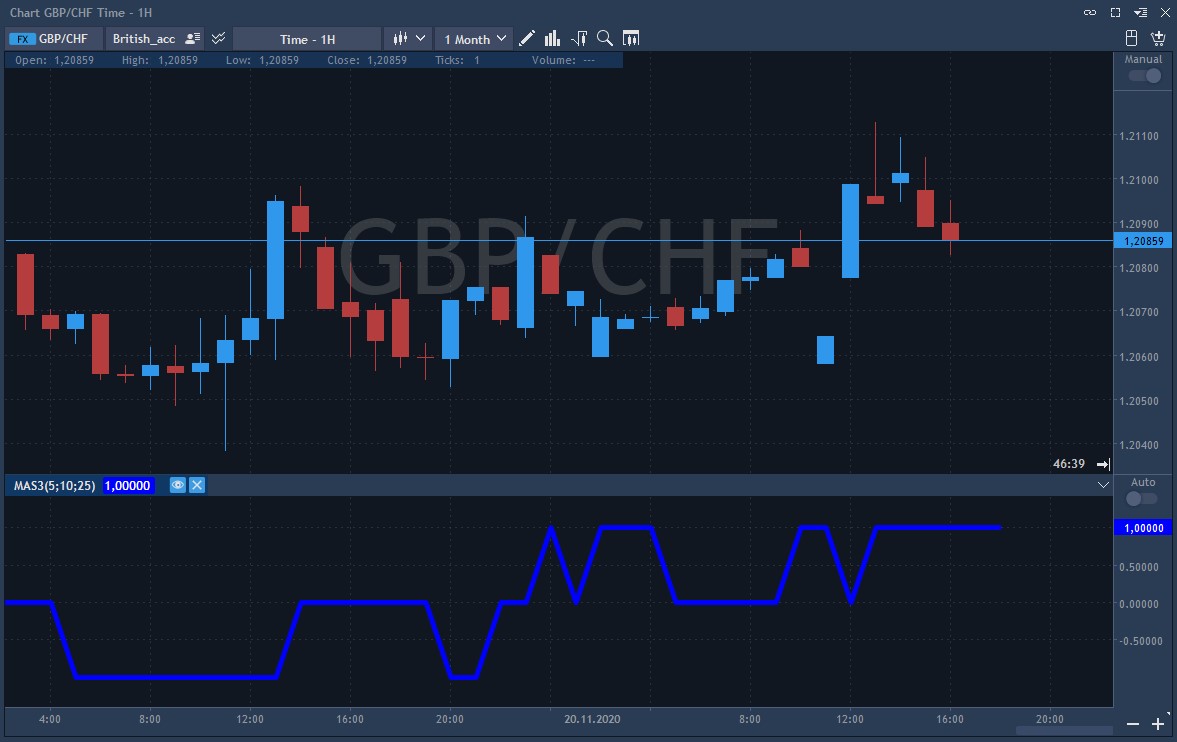 Chart GBP/CHF Time - 1H
FX GBP/CHF British_acc Time - 1H 1 Month
Open: 1,20859 High: 1,20859 Low: 1,20859 Close: 1,20859 Ticks: 1 Volume: ---
Manual
GBP/CHF
1.21100
1.21000
1.20900
1,20859
1.20800
1.20700
1.20600
1.20500
1.20400
46:39
MAS3(5;10;25) 1,00000
Auto
1,00000
0.50000
0.00000
-0.50000
4:00 8:00 12:00 16:00 20:00 20.11.2020 8:00 12:00 16:00 20:00